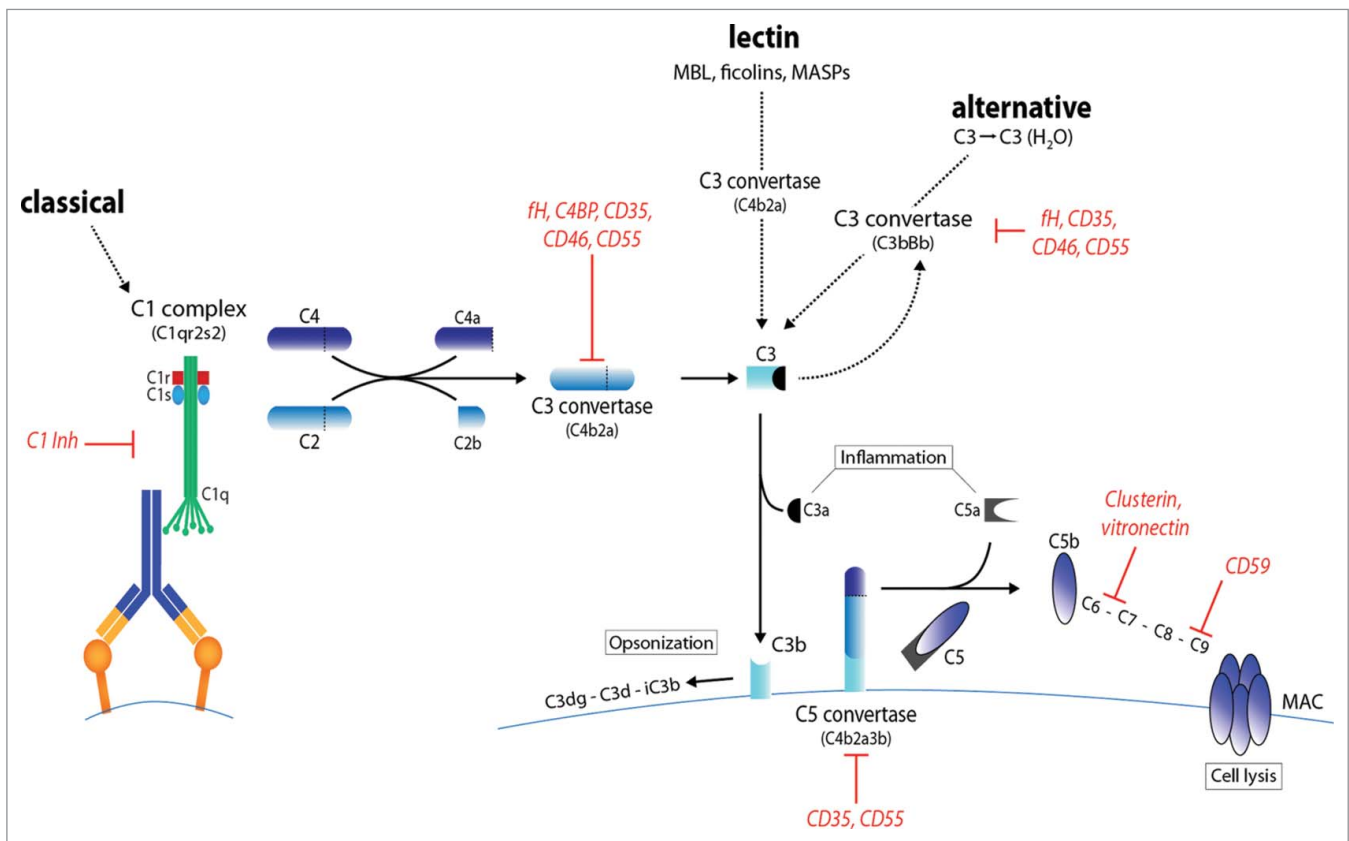 lectin
MBL, ficolins, MASPs
alternative
C3→C3 (H₂O)
C3 convertase
(C4b2a)
C3 convertase
(C3bBb)
fH, CD35,
CD46, CD55
classical
fH, C4BP, CD35,
CD46, CD55
C1 complex
(C1qr2s2)
C4
C4a
C1r
C1s
C2
C2b
C3 convertase
(C4b2a)
C3
C1 Inh
C1q
Inflammation
C3a
C5a
C5b
Clusterin,
vitronectin
CD59
C6 - C7 - C8 - C9
C5
Opsonization
C3b
C3dg - C3d - iC3b
C5 convertase
(C4b2a3b)
MAC
Cell lysis
CD35, CD55